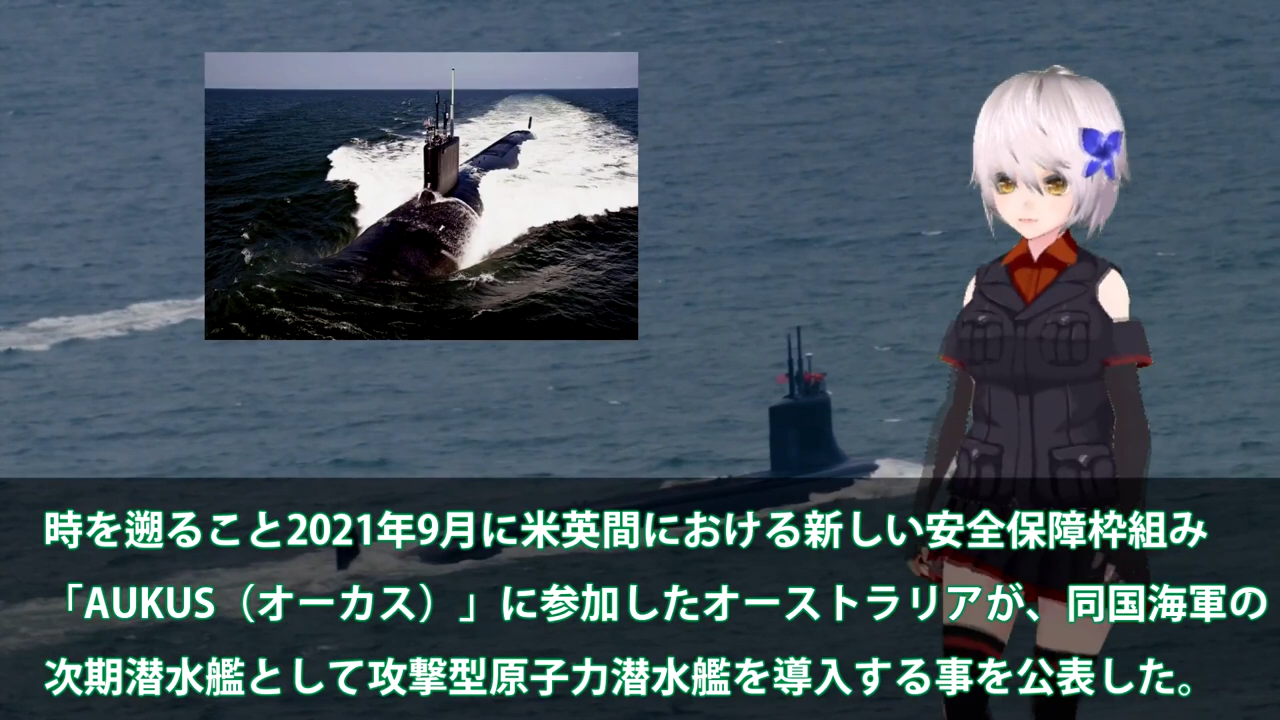 時を遡ること2021年9月に米英間における新しい安全保障枠組み
「AUKUS（オーカス）」に参加したオーストラリアが、同国海軍の
次期潜水艦として攻撃型原子力潜水艦を導入する事を公表した。